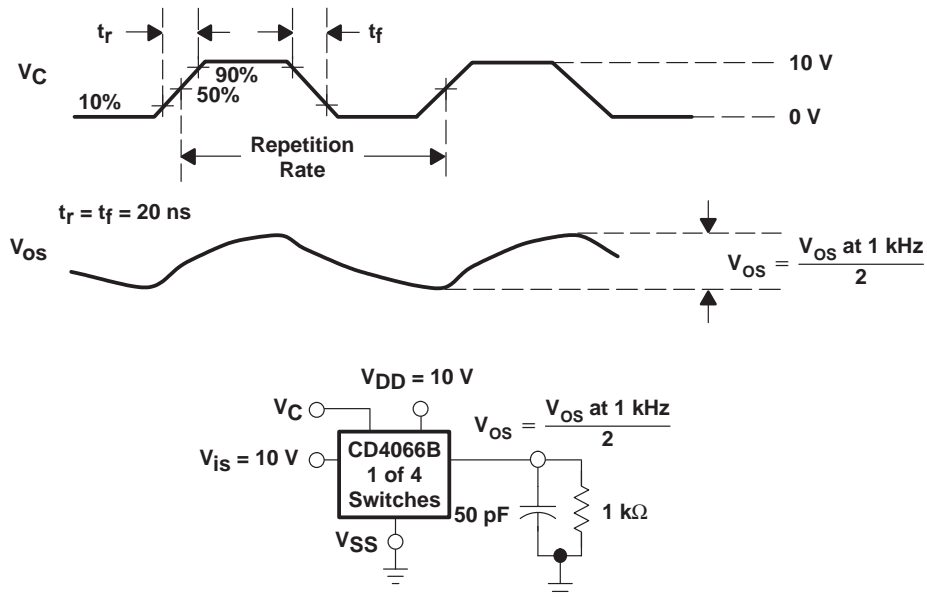 tr
tf
VC
10%
90%
50%
10 V
0 V
Repetition
Rate
tr = tf = 20 ns
Vos
VOS = VOS at 1 kHz
2
VDD = 10 V
VC
VOS = VOS at 1 kHz
2
Vis = 10 V
CD4066B
1 of 4
Switches
50 pF
1 kΩ
VSS